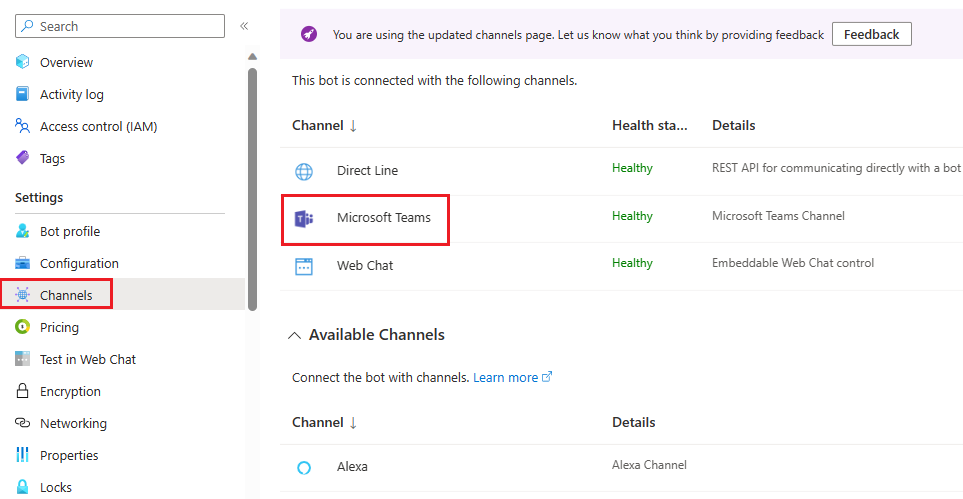 Search
«
Overview
Activity log
Access control (IAM)
Tags
Settings
Bot profile
Configuration
Channels
Pricing
Test in Web Chat
Encryption
Networking
Properties
Locks
You are using the updated channels page. Let us know what you think by providing feedback Feedback
This bot is connected with the following channels.
Channel ↓ Health sta... Details
Direct Line Healthy REST API for communicating directly with a bot
Microsoft Teams Healthy Microsoft Teams Channel
Web Chat Healthy Embeddable Web Chat control
Available Channels
Connect the bot with channels. Learn more
Channel ↓ Details
Alexa Alexa Channel